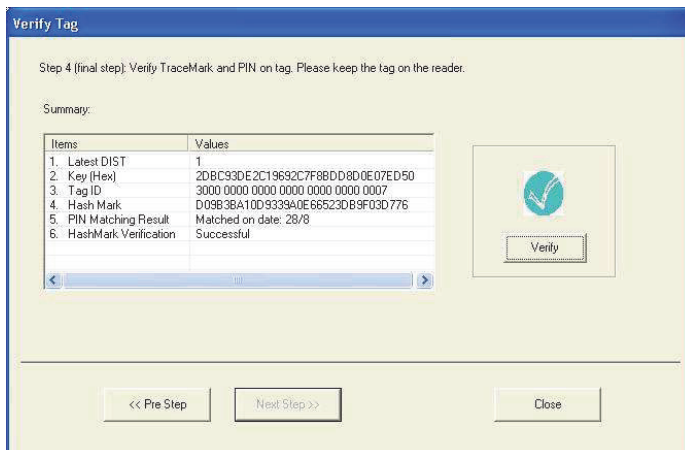 Verify Tag
Step 4 (final step): Verify TraceMark and PIN on tag. Please keep the tag on the reader.
Summary:
Items Values
1. Latest DIST 1
2. Key (Hex) 2DBC93DE2C19692C7F8BDD8D0E07ED50
3. Tag ID 3000 0000 0000 0000 0000 0000 0007
4. Hash Mark D09B3BA10D9339A0E66523DB9F03D776
5. PIN Matching Result Matched on date: 28/8
6. HashMark Verification Successful
Verify
<< Pre Step
Next Step >>
Close